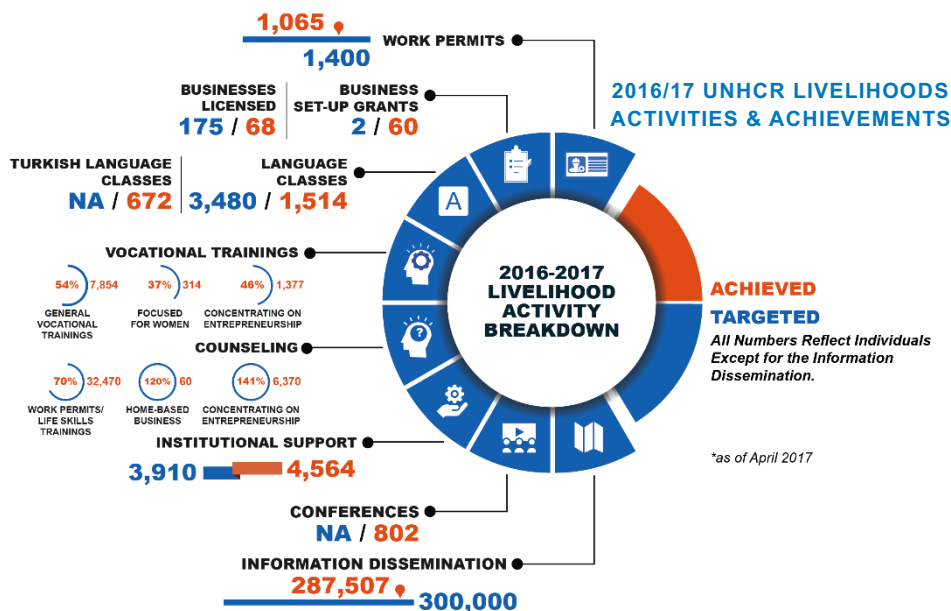 2016/17 UNHCR LIVELIHOODS
ACTIVITIES & ACHIEVEMENTS
1,065
1,400
WORK PERMITS
BUSINESSES
LICENSED
175 / 68
BUSINESS
SET-UP GRANTS
2 / 60
TURKISH LANGUAGE
CLASSES
NA / 672
LANGUAGE
CLASSES
3,480 / 1,514
A
VOCATIONAL TRAININGS
54% 7,854
GENERAL
VOCATIONAL
TRAININGS
37% 314
FOCUSED
FOR WOMEN
46% 1,377
CONCENTRATING ON
ENTREPRENEURSHIP
COUNSELING
?
70% 32,470
WORK PERMITS/
LIFE SKILLS
TRAININGS
120% 60
HOME-BASED
BUSINESS
141% 6,370
CONCENTRATING ON
ENTREPRENEURSHIP
INSTITUTIONAL SUPPORT
3,910 4,564
CONFERENCES
NA / 802
INFORMATION DISSEMINATION
287,507
300,000
2016-2017
LIVELIHOOD
ACTIVITY
BREAKDOWN
ACHIEVED
TARGETED
All Numbers Reflect Individuals
Except for the Information
Dissemination.
*as of April 2017